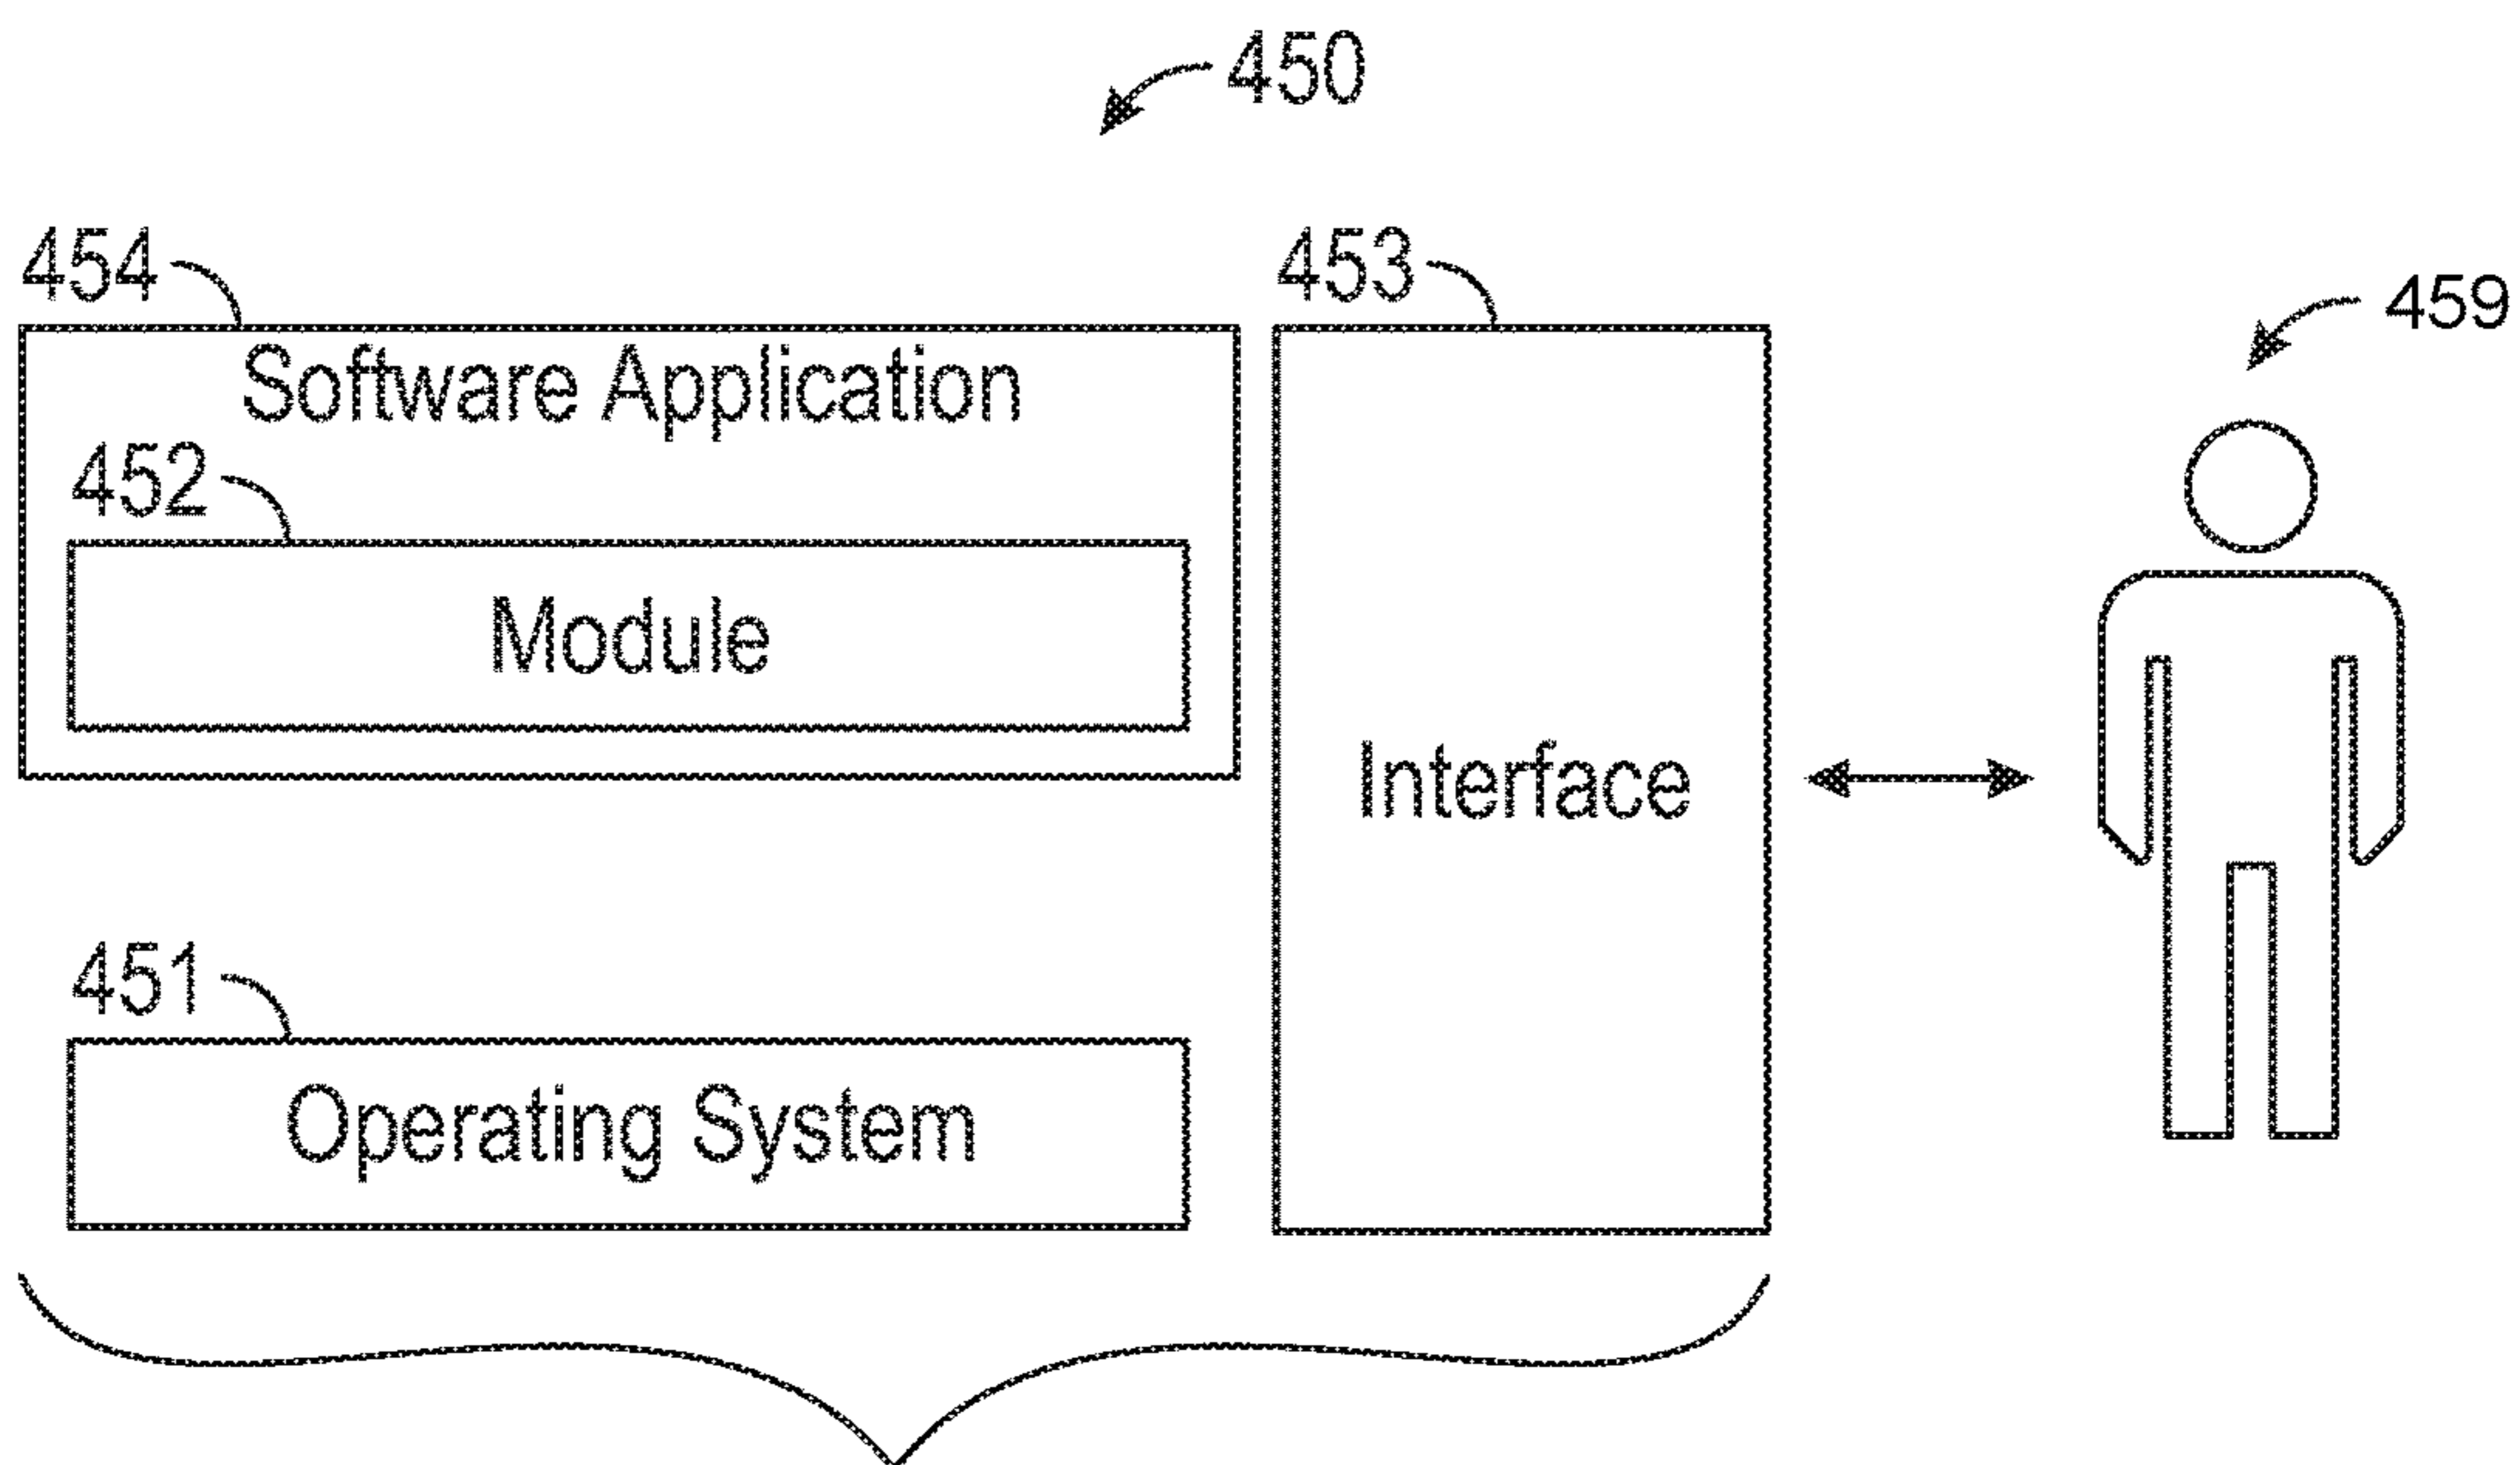 450
454
453
459
Software Application
452
Module
Interface
451
Operating System